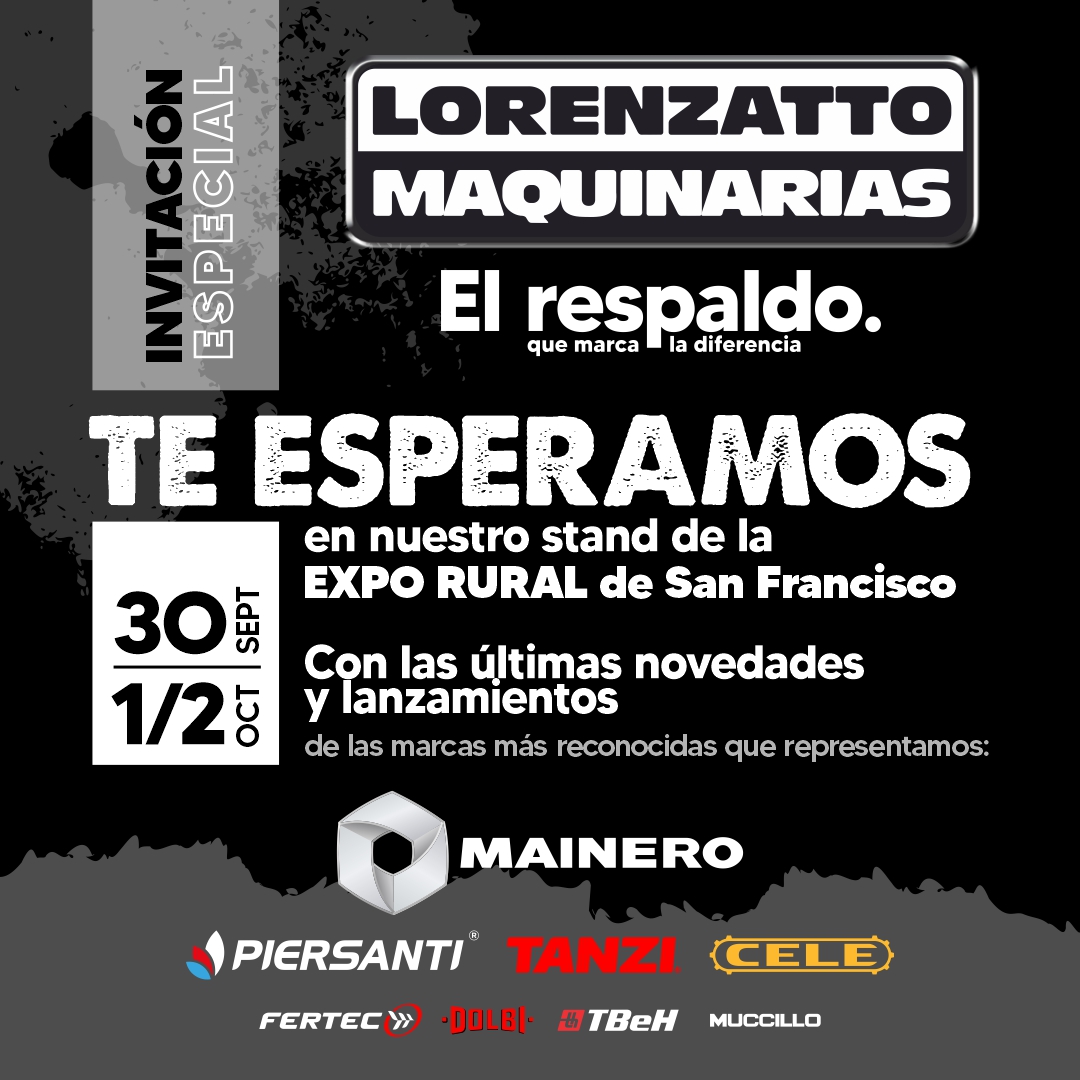 INVITACIÓN
ESPECIAL
LORENZATTO
MAQUINARIAS
El respaldo.
que marca la diferencia
TE ESPERAMOS
en nuestro stand de la
EXPO RURAL de San Francisco
30 SEPT
1/2 OCT
Con las últimas novedades
y lanzamientos
de las marcas más reconocidas que representamos:
MAINERO
PIERSANTI® TANZI CELE
FERTEC DOLBI TBeH MUCCILLO